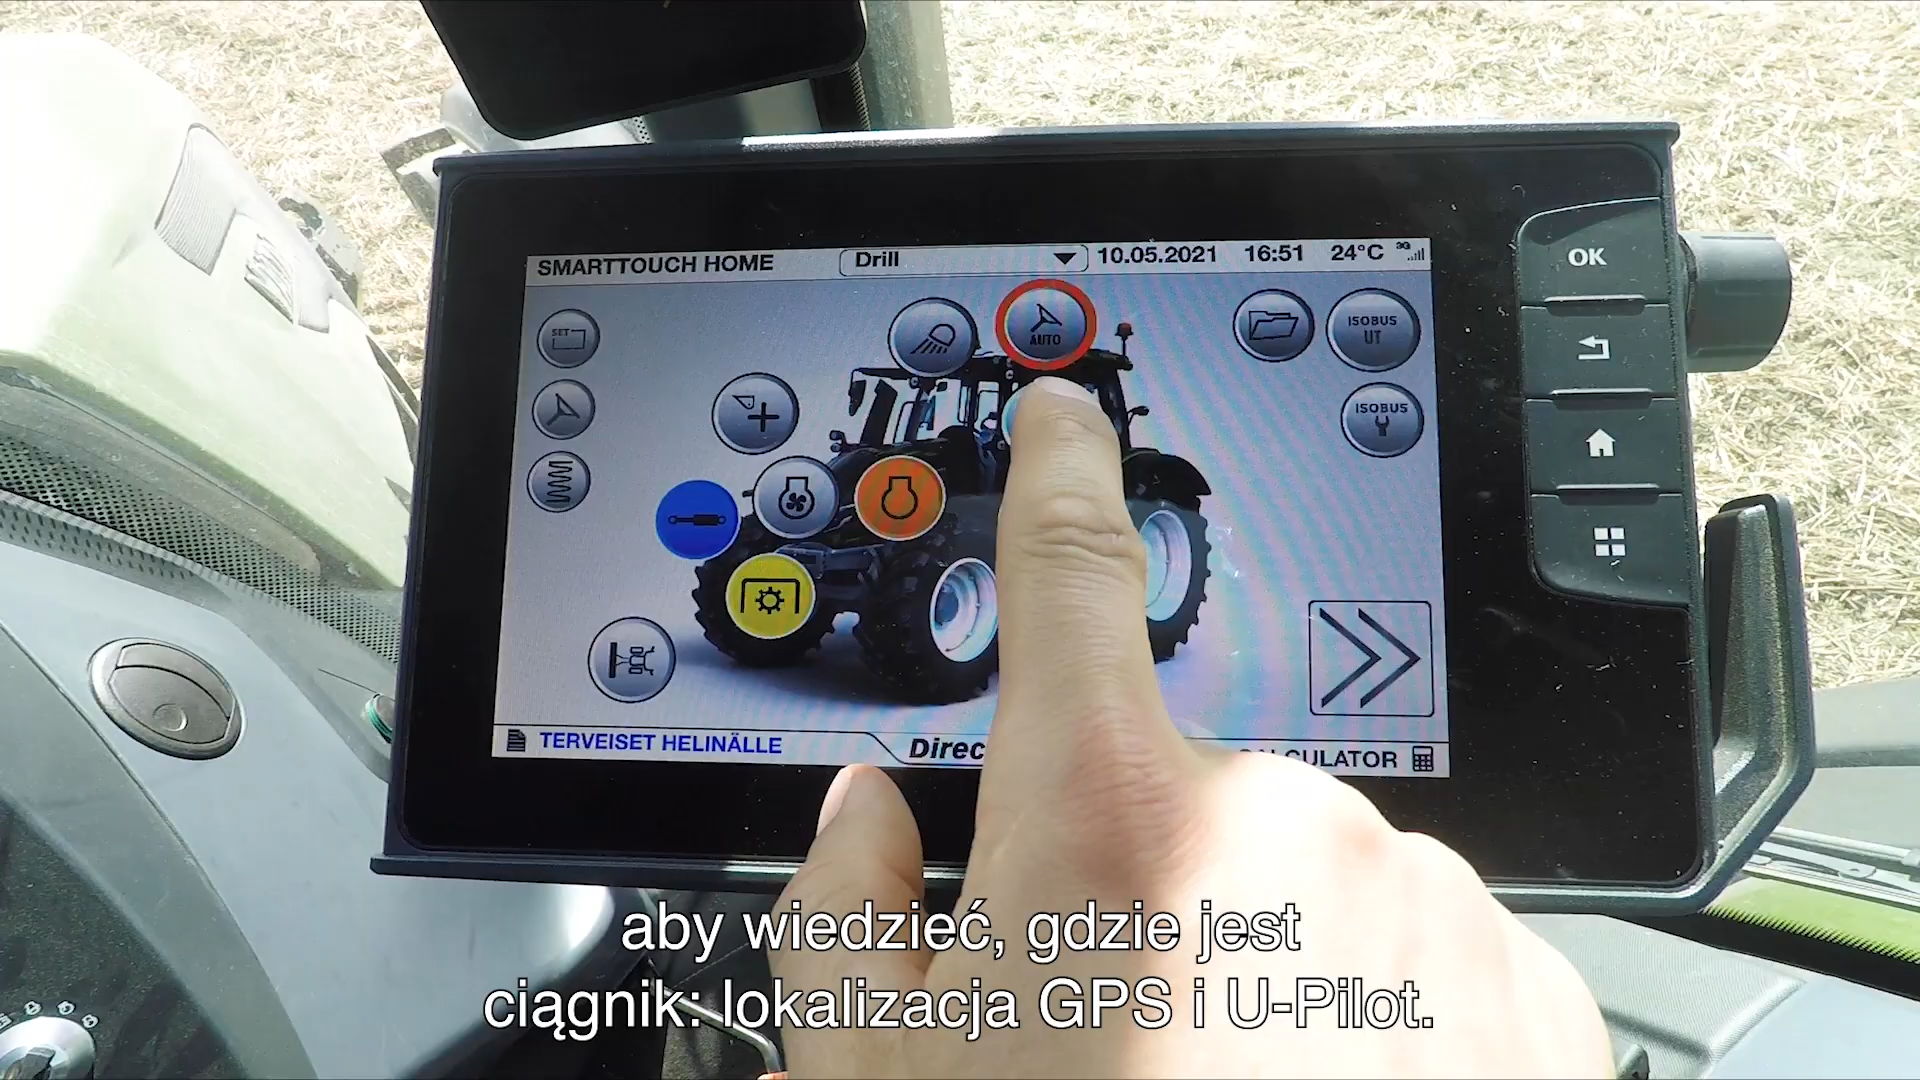 SMARTTOUCH HOME
Drill
10.05.2021
16:51
24°C
3G
SET
AUTO
ISOBUS
UT
ISOBUS
OK
TERVEISET HELINÄLLE
aby wiedzieć, gdzie jest
ciągnik: lokalizacja GPS i U-Pilot.